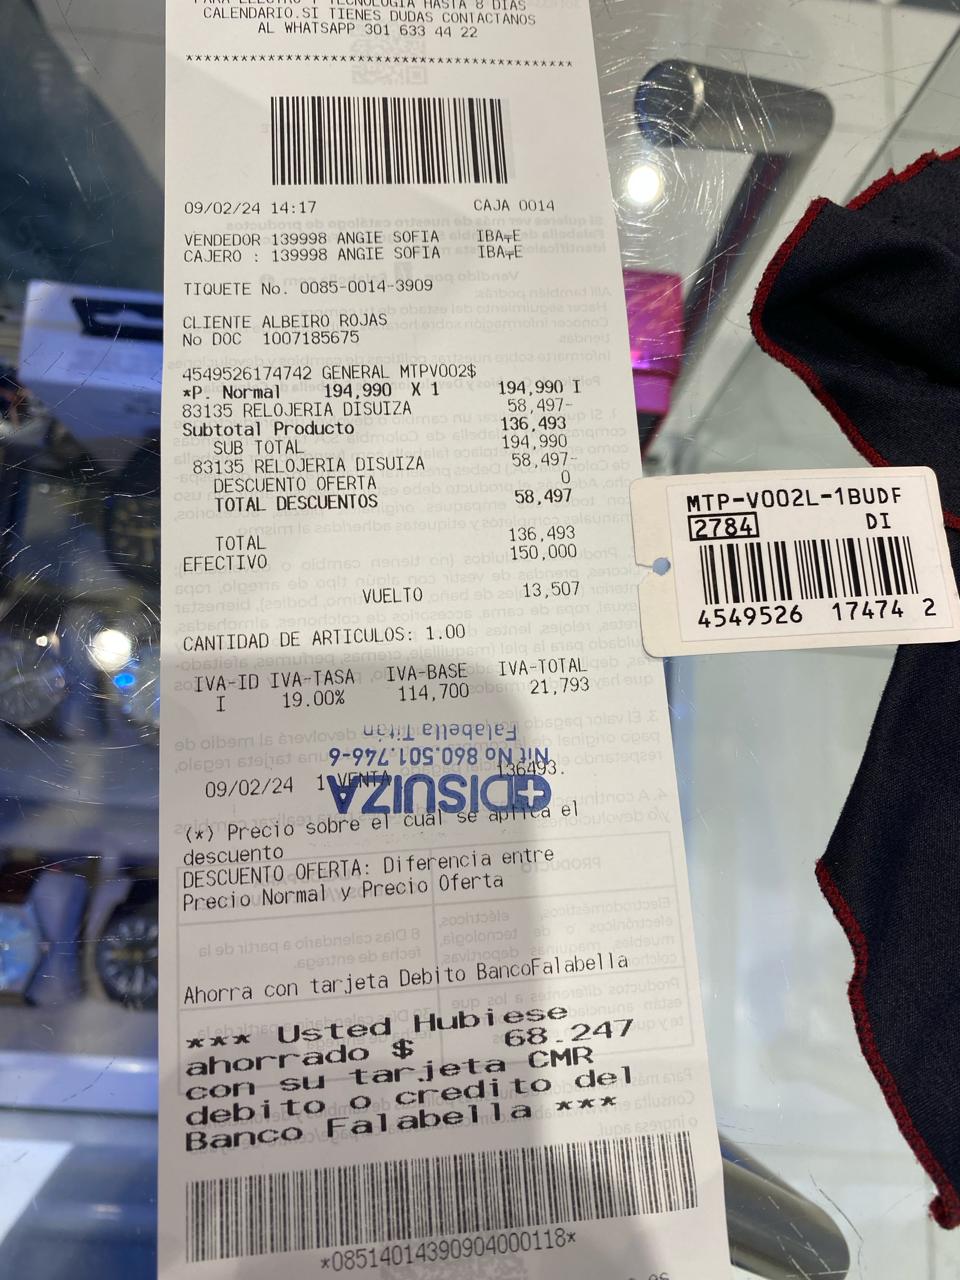 PARA ELECTRO Y TECNOLOGIA HASTA 8 DIAS
CALENDARIO.SI TIENES DUDAS CONTACTANOS
AL WHATSAPP 301 633 44 22
******************************************
09/02/24 14:17 CAJA 0014
VENDEDOR 139998 ANGIE SOFIA IBA╤E
CAJERO : 139998 ANGIE SOFIA IBA╤E
TIQUETE No. 0085-0014-3909
CLIENTE ALBEIRO ROJAS
No DOC 1007185675
4549526174742 GENERAL MTPV002$
*P. Normal 194,990 X 1 194,990 I
83135 RELOJERIA DISUIZA 58,497-
Subtotal Producto 136,493
SUB TOTAL 194,990
83135 RELOJERIA DISUIZA 58,497-
DESCUENTO OFERTA 0
TOTAL DESCUENTOS 58,497
TOTAL 136,493
EFECTIVO 150,000
VUELTO 13,507
CANTIDAD DE ARTICULOS: 1.00
IVA-ID IVA-TASA IVA-BASE IVA-TOTAL
I 19.00% 114,700 21,793
Falabella Titán
Nit No 860.501.746-6
DISUIZA
09/02/24 1 VENTA 136493.
(*) Precio sobre el cual se aplica el
descuento
DESCUENTO OFERTA: Diferencia entre
Precio Normal y Precio Oferta
Ahorra con tarjeta Debito BancoFalabella
*** Usted Hubiese
ahorrado $ 68.247
con su tarjeta CMR
debito o credito del
Banco Falabella ***
*08514014390904000118*
MTP-V002L-1BUDF
2784 DI
4549526 17474 2